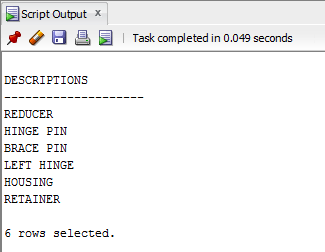 Script Output x
Task completed in 0.049 seconds
DESCRIPTIONS
--------------------
REDUCER
HINGE PIN
BRACE PIN
LEFT HINGE
HOUSING
RETAINER
6 rows selected.